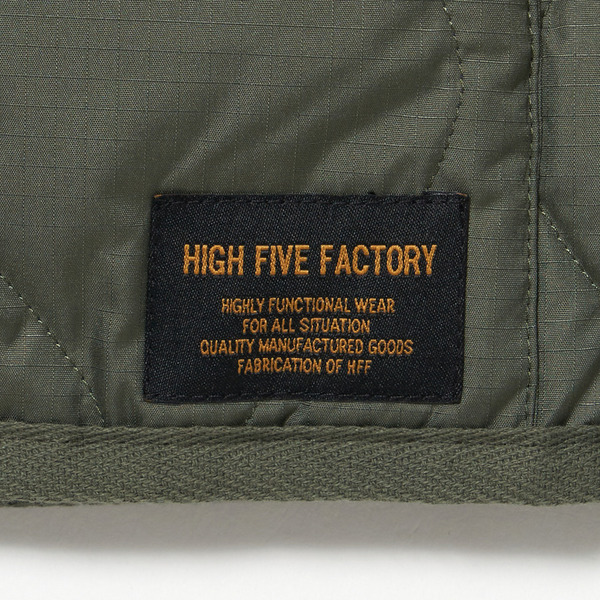 HIGH FIVE FACTORY
HIGHLY FUNCTIONAL WEAR
FOR ALL SITUATION
QUALITY MANUFACTURED GOODS
FABRICATION OF HFF